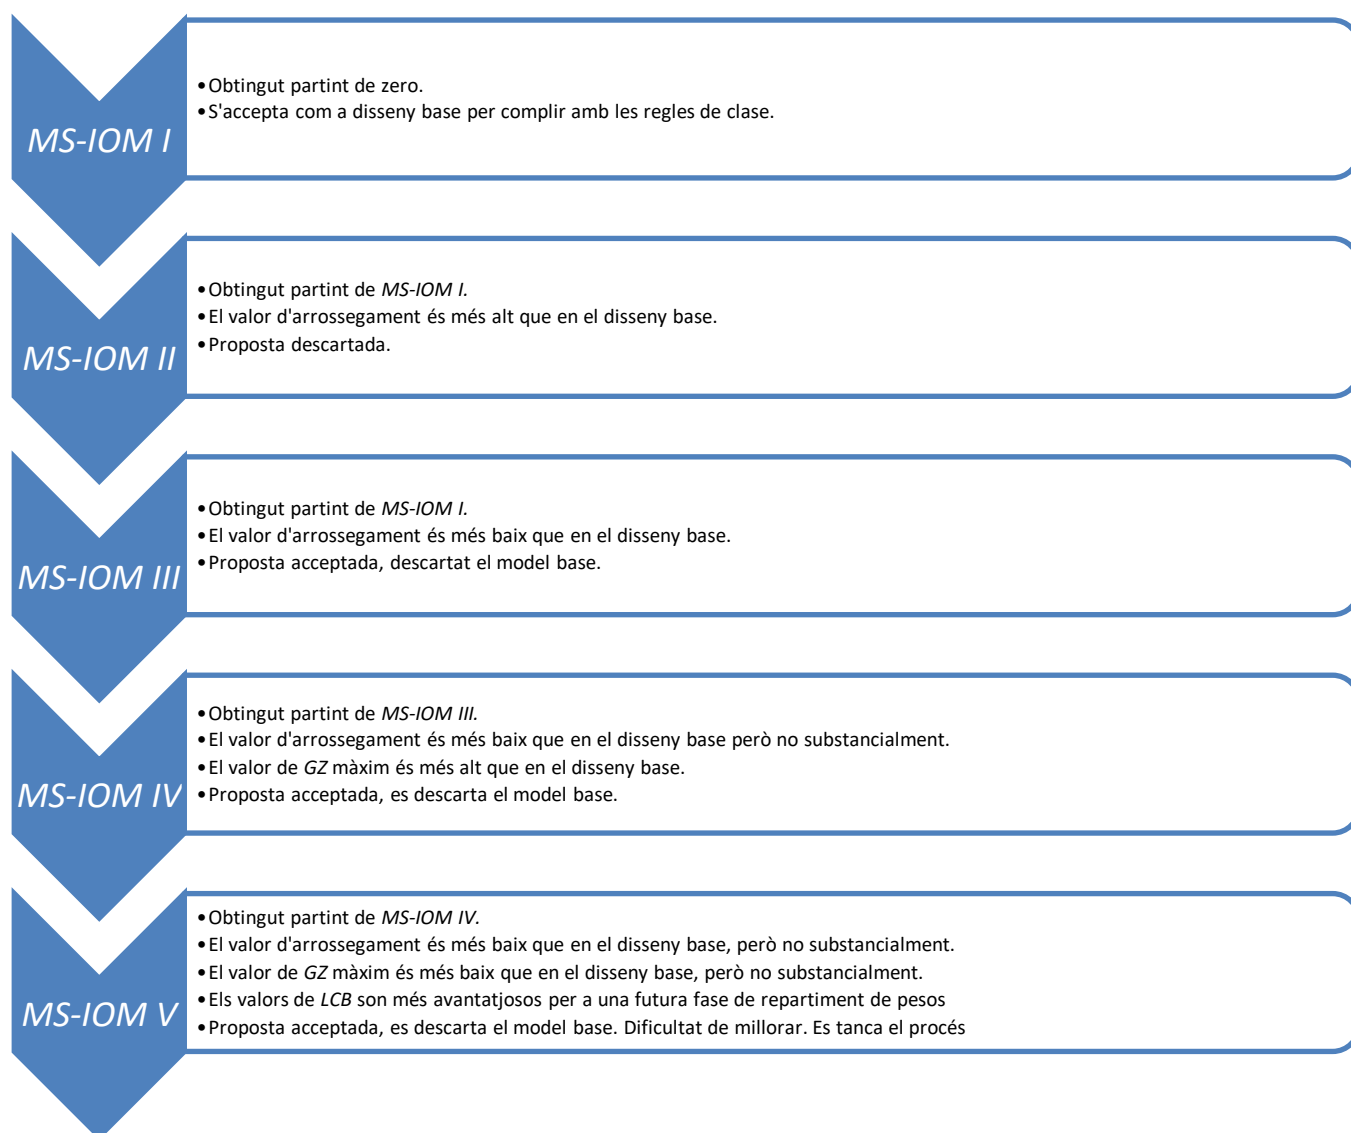 MS-IOM I
•Obtingut partint de zero.
•S'accepta com a disseny base per complir amb les regles de clase.
MS-IOM II
•Obtingut partint de MS-IOM I.
•El valor d'arrossegament és més alt que en el disseny base.
•Proposta descartada.
MS-IOM III
•Obtingut partint de MS-IOM I.
•El valor d'arrossegament és més baix que en el disseny base.
•Proposta acceptada, descartat el model base.
MS-IOM IV
•Obtingut partint de MS-IOM III.
•El valor d'arrossegament és més baix que en el disseny base però no substancialment.
•El valor de GZ màxim és més alt que en el disseny base.
•Proposta acceptada, es descarta el model base.
MS-IOM V
•Obtingut partint de MS-IOM IV.
•El valor d'arrossegament és més baix que en el disseny base, però no substancialment.
•El valor de GZ màxim és més baix que en el disseny base, però no substancialment.
•Els valors de LCB son més avantatjosos per a una futura fase de repartiment de pesos
•Proposta acceptada, es descarta el model base. Dificultat de millorar. Es tanca el procés